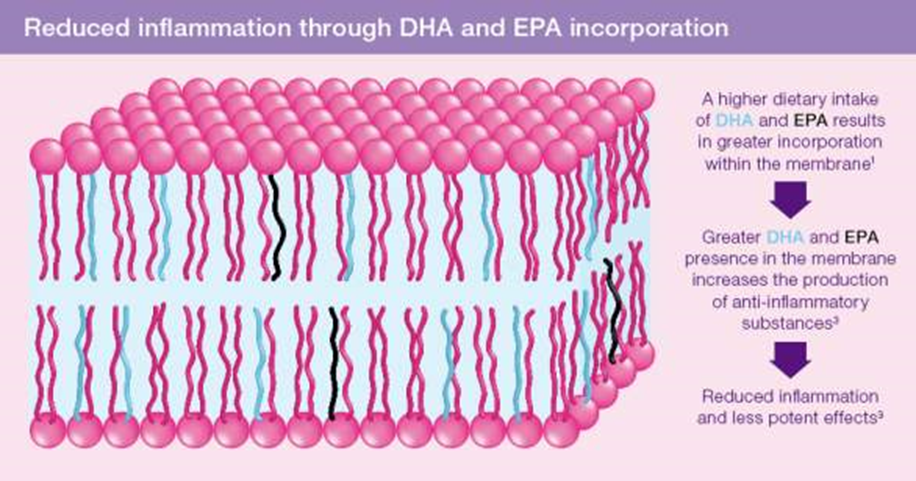 Reduced inflammation through DHA and EPA incorporation
A higher dietary intake
of DHA and EPA results
in greater incorporation
within the membrane¹
Greater DHA and EPA
presence in the membrane
increases the production
of anti-inflammatory
substances³
Reduced inflammation
and less potent effects³